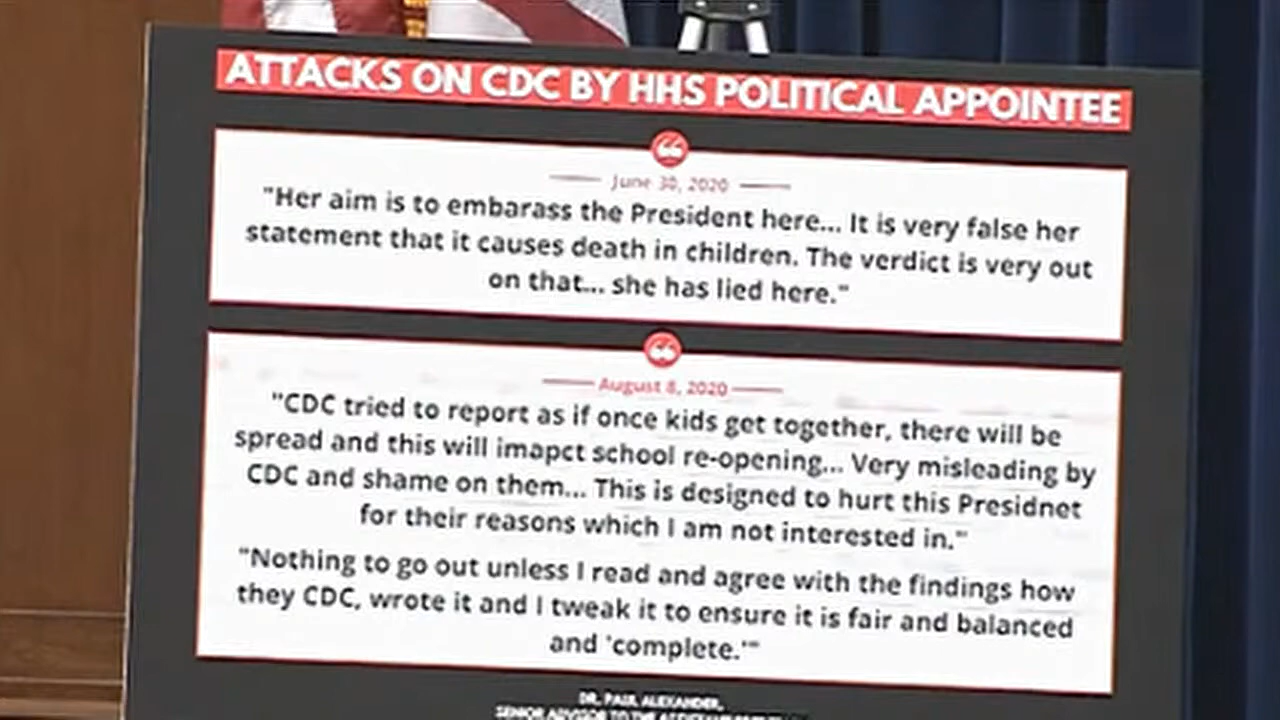 ATTACKS ON CDC BY HHS POLITICAL APPOINTEE
June 30, 2020
"Her aim is to embarass the President here... It is very false her
statement that it causes death in children. The verdict is very out
on that... she has lied here."
August 8, 2020
"CDC tried to report as if once kids get together, there will be
spread and this will imapct school re-opening... Very misleading by
CDC and shame on them... This is designed to hurt this Presidnet
for their reasons which I am not interested in."
"Nothing to go out unless I read and agree with the findings how
they CDC, wrote it and I tweak it to ensure it is fair and balanced
and 'complete.'"
DR. PAUL ALEXANDER,
SENIOR ADVISOR TO THE